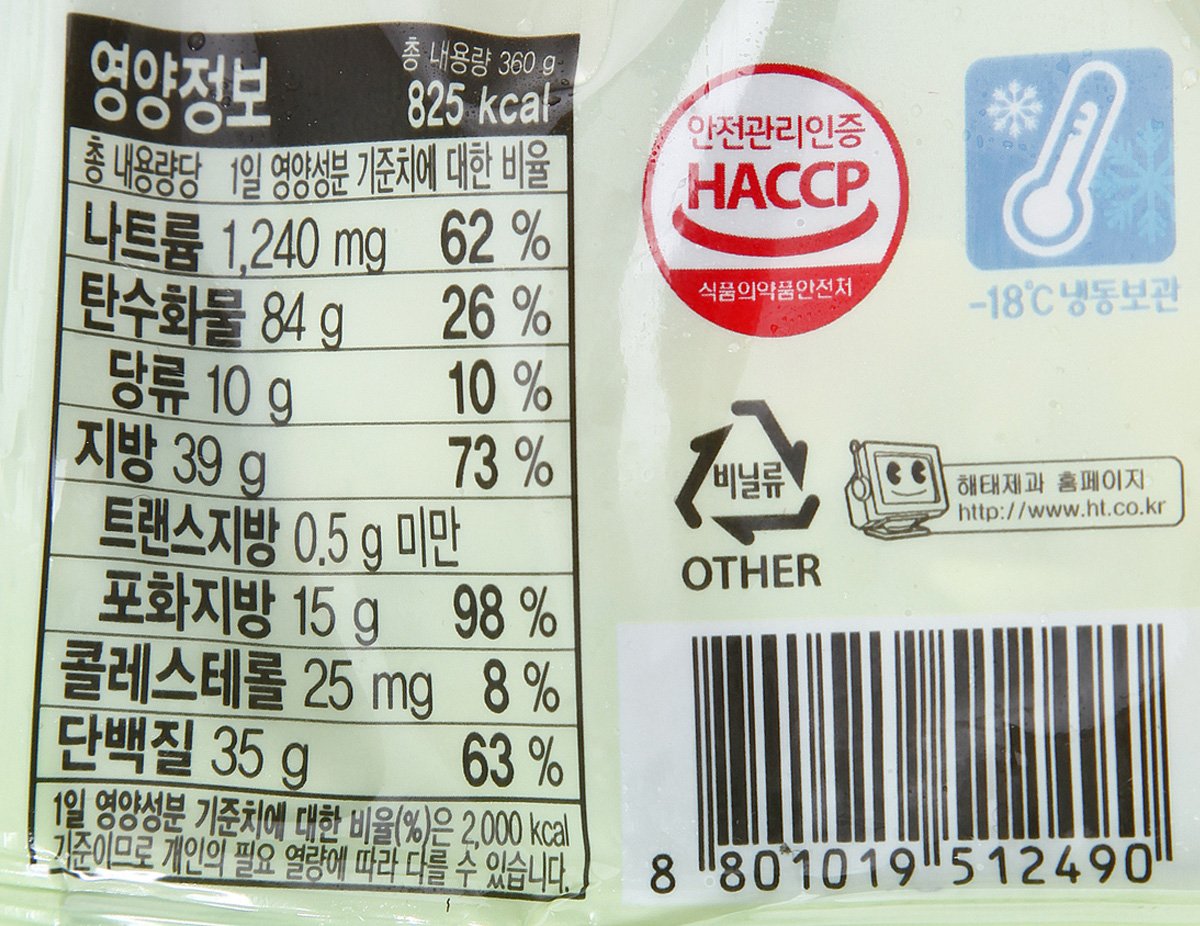 영양정보
총 내용량 360 g
825 kcal
총 내용량당 1일 영양성분 기준치에 대한 비율
나트륨 1,240 mg 62 %
탄수화물 84 g 26 %
당류 10 g 10 %
지방 39 g 73 %
트랜스지방 0.5 g 미만
포화지방 15 g 98 %
콜레스테롤 25 mg 8 %
단백질 35 g 63 %
1일 영양성분 기준치에 대한 비율(%)은 2,000 kcal
기준이므로 개인의 필요 열량에 따라 다를 수 있습니다.
안전관리인증
HACCP
식품의약품안전처
-18℃ 냉동보관
비닐류
OTHER
해태제과 홈페이지
http://www.ht.co.kr
8 801019 512490